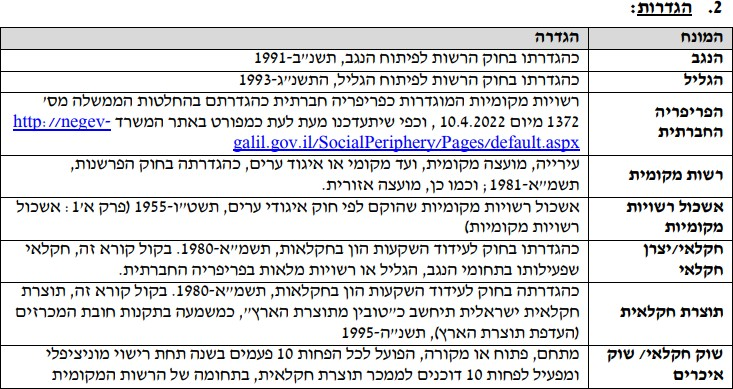 2. הגדרות:
המונח הגדרה
הנגב כהגדרתו בחוק הרשות לפיתוח הנגב, תשנ"ב-1991
הגליל כהגדרתו בחוק הרשות לפיתוח הגליל, התשנ"ג-1993
הפריפריה החברתית רשויות מקומיות המוגדרות כפריפריה חברתית כהגדרתם בהחלטות הממשלה מס'
1372 מיום 10.4.2022 , וכפי שיתעדכנו מעת לעת כמפורט באתר המשרד http://negev-
galil.gov.il/SocialPeriphery/Pages/default.aspx
רשות מקומית עירייה, מועצה מקומית, ועד מקומי או איגוד ערים, כהגדרתה בחוק הפרשנות,
תשמ"א-1981; וכמו כן, מועצה אזורית.
אשכול רשויות אשכול רשויות מקומיות שהוקם לפי חוק איגודי ערים, תשט"ו-1955 (פרק א'1: אשכול
מקומיות רשויות מקומיות)
חקלאי/יצרן כהגדרתו בחוק לעידוד השקעות הון בחקלאות, תשמ"א-1980. בקול קורא זה, חקלאי
חקלאי שפעילותו בתחומי הנגב, הגליל או רשויות מלאות בפריפריה החברתית.
תוצרת חקלאית כהגדרתה בחוק לעידוד השקעות הון בחקלאות, תשמ"א-1980. בקול קורא זה, תוצרת
חקלאית ישראלית תיחשב כ"טובין מתוצרת הארץ", כמשמעה בתקנות חובת המכרזים
(העדפת תוצרת הארץ), תשנ"ה-1995
שוק חקלאי/ שוק מתחם, פתוח או מקורה, הפועל לכל הפחות 10 פעמים בשנה תחת רישוי מוניציפלי
איכרים ומפעיל לפחות 10 דוכנים לממכר תוצרת חקלאית, בתחומה של הרשות המקומית